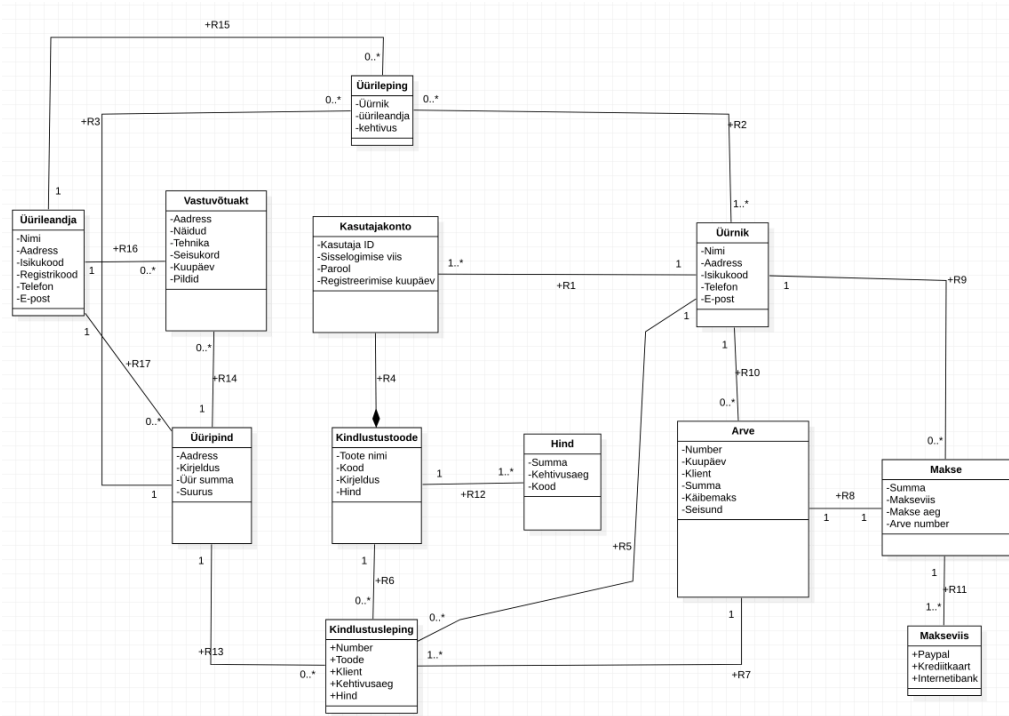 +R15
0..*
Üürileping
-Üürnik
-üürileandja
-kehtivus
0..*
0..*
+R3
+R2
1
1..*
Üürileandja
-Nimi
-Aadress
-Isikukood
-Registrikood
-Telefon
-E-post
+R16
1
0..*
Vastuvõtuakt
-Aadress
-Näidud
-Tehnika
-Seisukord
-Kuupäev
-Pildid
Kasutajakonto
-Kasutaja ID
-Sisselogimise viis
-Parool
-Registreerimise kuupäev
1..*
1
+R1
Üürnik
-Nimi
-Aadress
-Isikukood
-Telefon
-E-post
1
+R9
1
1
1
+R17
0..*
0..*
+R14
1
+R4
+R10
0..*
0..*
Üüripind
-Aadress
-Kirjeldus
-Üür summa
-Suurus
1
Kindlustustoode
-Toote nimi
-Kood
-Kirjeldus
-Hind
1
1..*
+R12
Hind
-Summa
-Kehtivusaeg
-Kood
Arve
-Number
-Kuupäev
-Klient
-Summa
-Käibemaks
-Seisund
+R8
1
1
Makse
-Summa
-Makseviis
-Makse aeg
-Arve number
1
1
+R6
0..*
+R5
0..*
1
+R11
1..*
1
+R13
0..*
Kindlustusleping
+Number
+Toode
+Klient
+Kehtivusaeg
+Hind
1..*
+R7
Makseviis
+Paypal
+Krediitkaart
+Internetibank